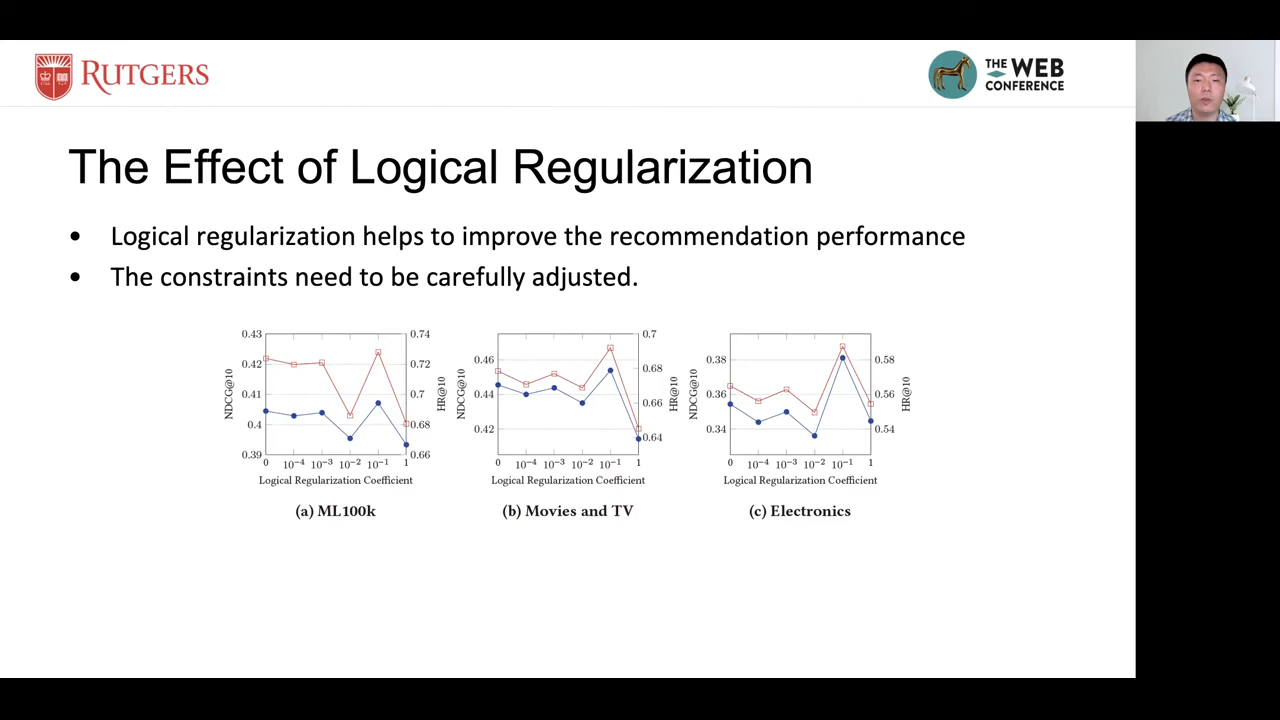 RUTGERS
THE WEB
CONFERENCE
The Effect of Logical Regularization
• Logical regularization helps to improve the recommendation performance
• The constraints need to be carefully adjusted.
0.43
0.42
0.41
0.4
0.39
NDCG@10
0.74
0.72
0.7
0.68
0.66
HR@10
0 10⁻⁴ 10⁻³ 10⁻² 10⁻¹ 1
Logical Regularization Coefficient
(a) ML100k
0.46
0.44
0.42
NDCG@10
0.7
0.68
0.66
0.64
HR@10
0 10⁻⁴ 10⁻³ 10⁻² 10⁻¹ 1
Logical Regularization Coefficient
(b) Movies and TV
0.38
0.36
0.34
NDCG@10
0.58
0.56
0.54
HR@10
0 10⁻⁴ 10⁻³ 10⁻² 10⁻¹ 1
Logical Regularization Coefficient
(c) Electronics